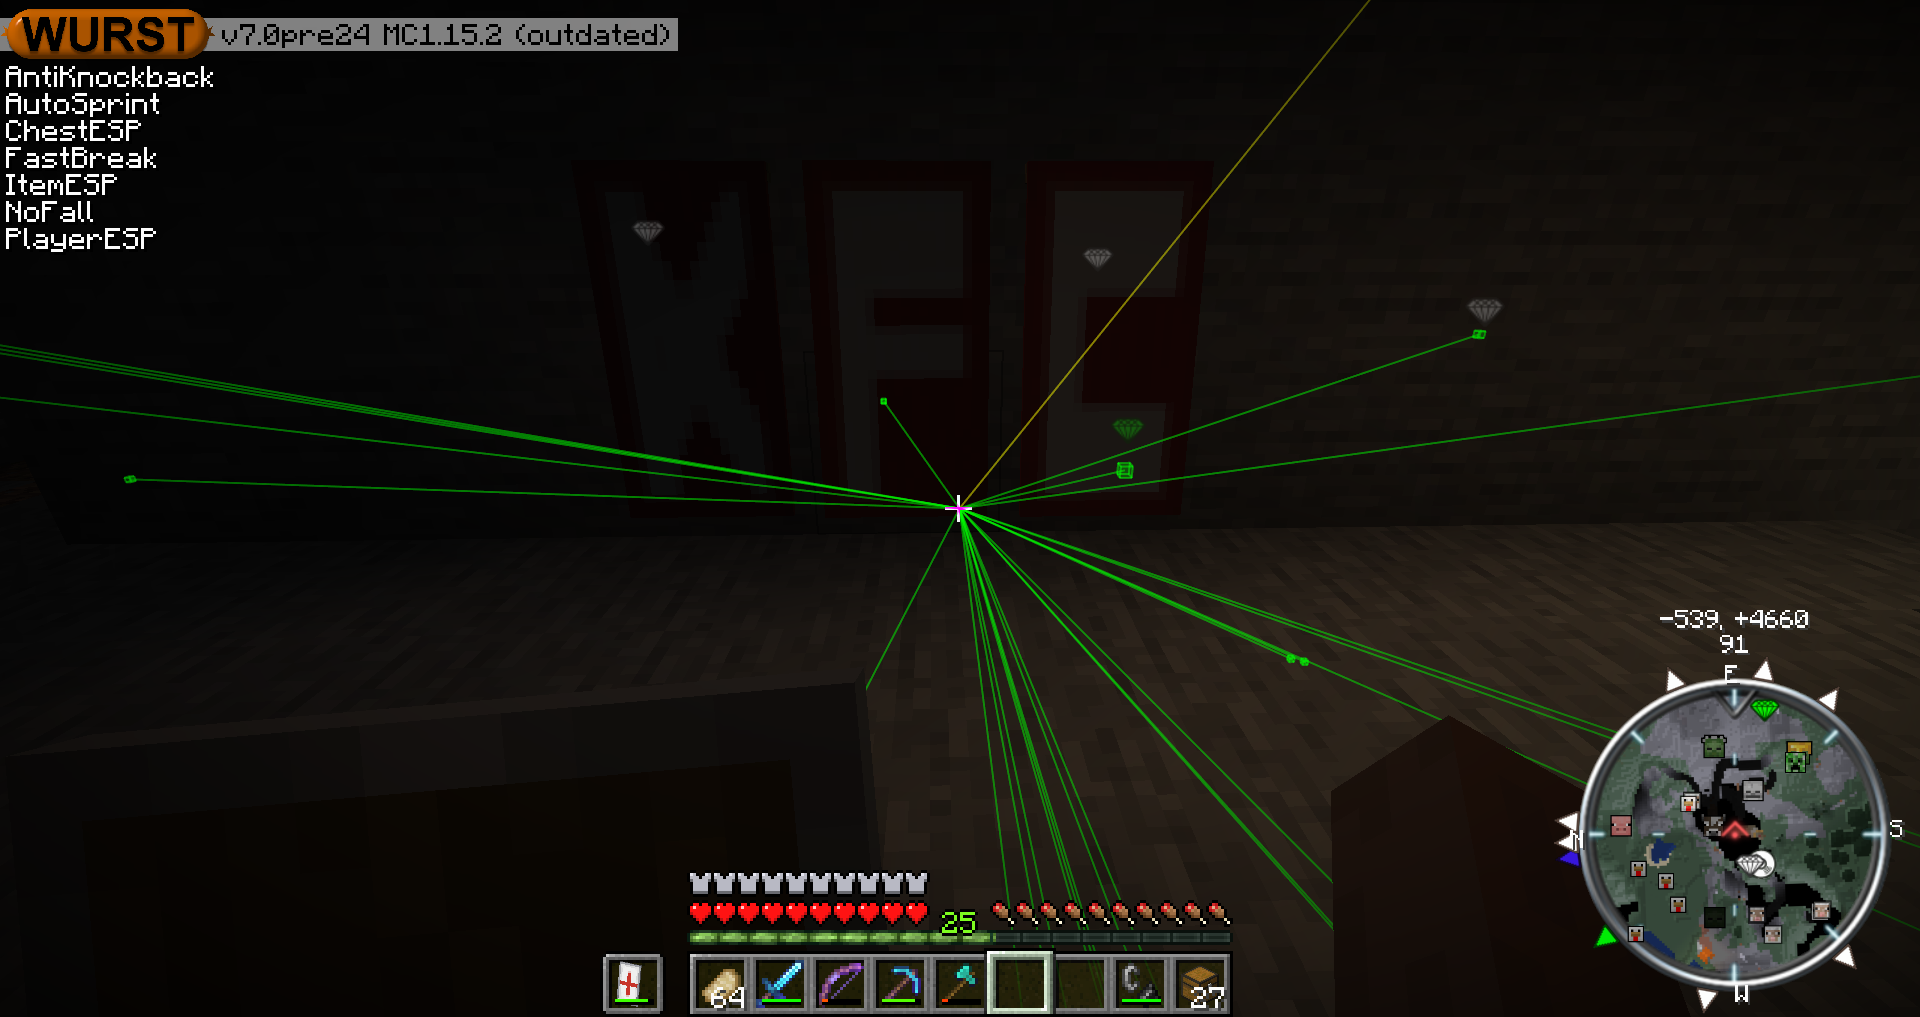 WURST v7.0pre24 MC1.15.2 (outdated)
AntiKnockback
AutoSprint
ChestESP
FastBreak
ItemESP
NoFall
PlayerESP
KFC
-539, +4660
91
E
N
S
W
25
64
27